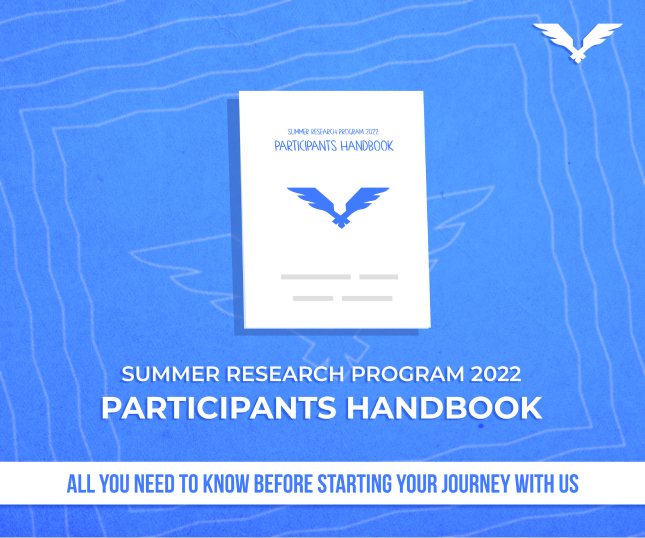 SUMMER RESEARCH PROGRAM 2022
PARTICIPANTS HANDBOOK
SUMMER RESEARCH PROGRAM 2022
PARTICIPANTS HANDBOOK
ALL YOU NEED TO KNOW BEFORE STARTING YOUR JOURNEY WITH US